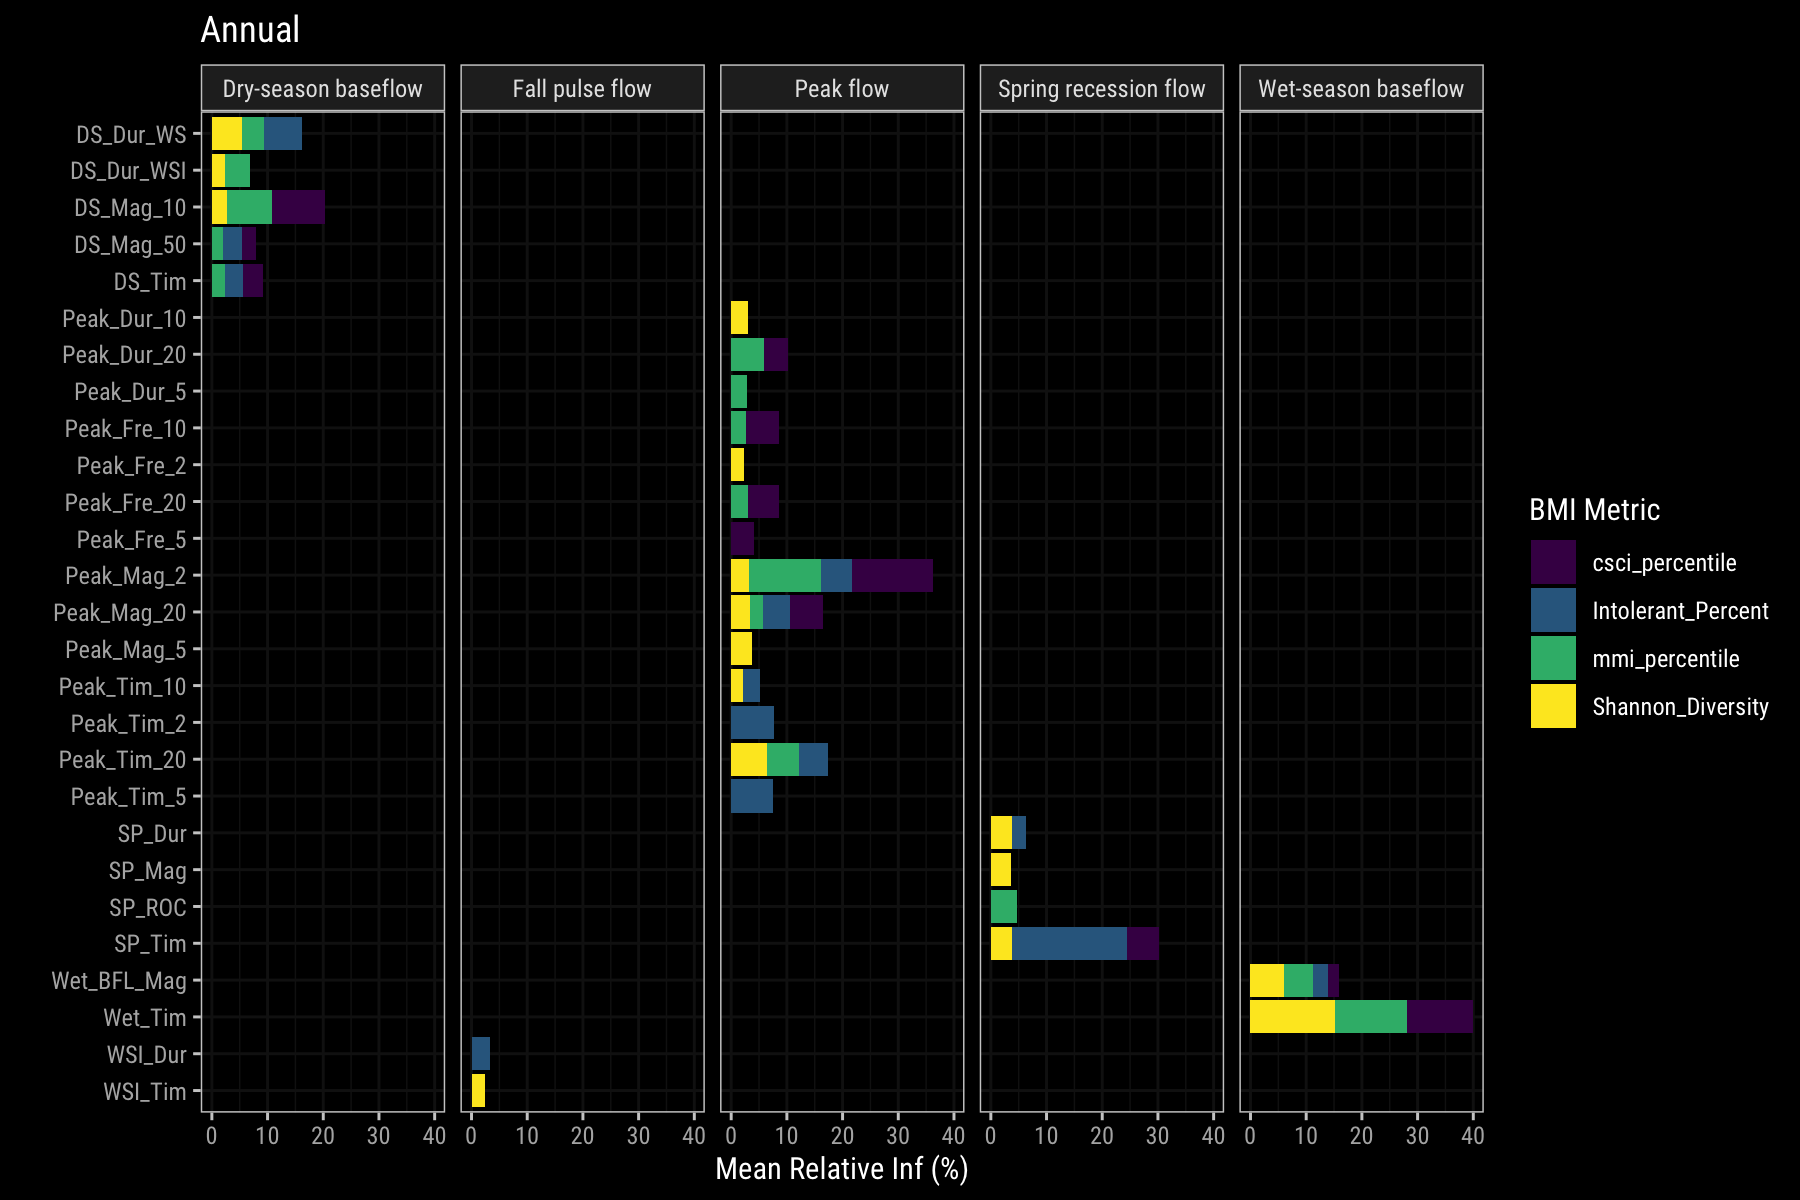 Annual
Dry-season baseflow
Fall pulse flow
Peak flow
Spring recession flow
Wet-season baseflow
DS_Dur_WS
DS_Dur_WSI
DS_Mag_10
DS_Mag_50
DS_Tim
Peak_Dur_10
Peak_Dur_20
Peak_Dur_5
Peak_Fre_10
Peak_Fre_2
Peak_Fre_20
Peak_Fre_5
Peak_Mag_2
Peak_Mag_20
Peak_Mag_5
Peak_Tim_10
Peak_Tim_2
Peak_Tim_20
Peak_Tim_5
SP_Dur
SP_Mag
SP_ROC
SP_Tim
Wet_BFL_Mag
Wet_Tim
WSI_Dur
WSI_Tim
0 10 20 30 40
0 10 20 30 40
0 10 20 30 40
0 10 20 30 40
0 10 20 30 40
Mean Relative Inf (%)
BMI Metric
csci_percentile
Intolerant_Percent
mmi_percentile
Shannon_Diversity